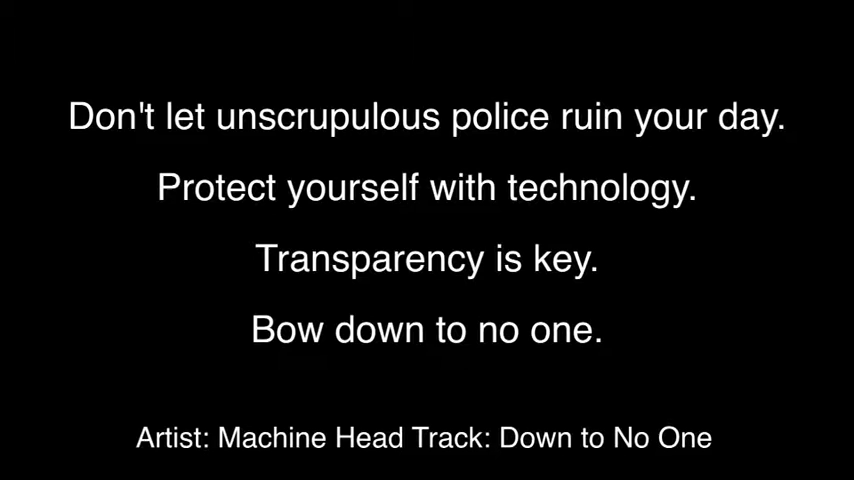 Don't let unscrupulous police ruin your day.
Protect yourself with technology.
Transparency is key.
Bow down to no one.
Artist: Machine Head Track: Down to No One